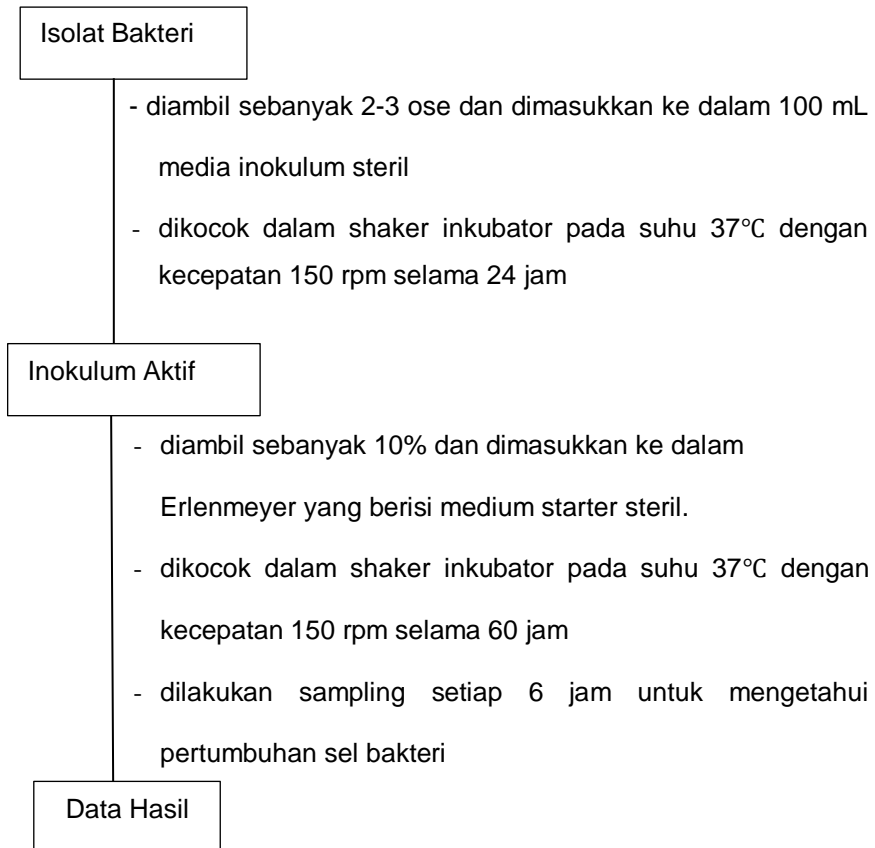 Isolat Bakteri
- diambil sebanyak 2-3 ose dan dimasukkan ke dalam 100 mL
media inokulum steril
- dikocok dalam shaker inkubator pada suhu 37℃ dengan
kecepatan 150 rpm selama 24 jam
Inokulum Aktif
- diambil sebanyak 10% dan dimasukkan ke dalam
Erlenmeyer yang berisi medium starter steril.
- dikocok dalam shaker inkubator pada suhu 37℃ dengan
kecepatan 150 rpm selama 60 jam
- dilakukan sampling setiap 6 jam untuk mengetahui
pertumbuhan sel bakteri
Data Hasil